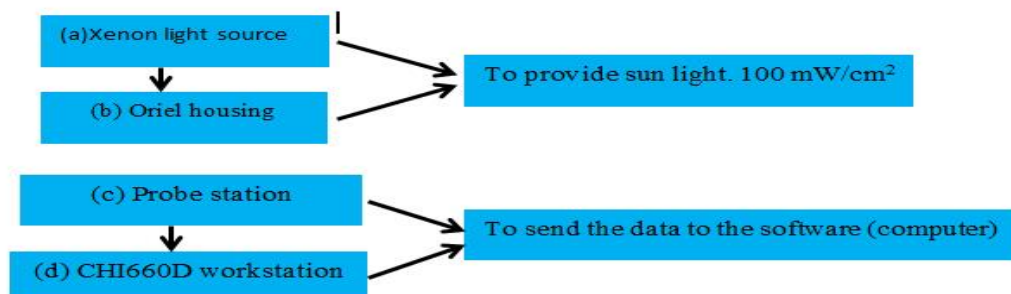 (a)Xenon light source
To provide sun light. 100 mW/cm²
(b) Oriel housing
(c) Probe station
To send the data to the software (computer)
(d) CHI660D workstation